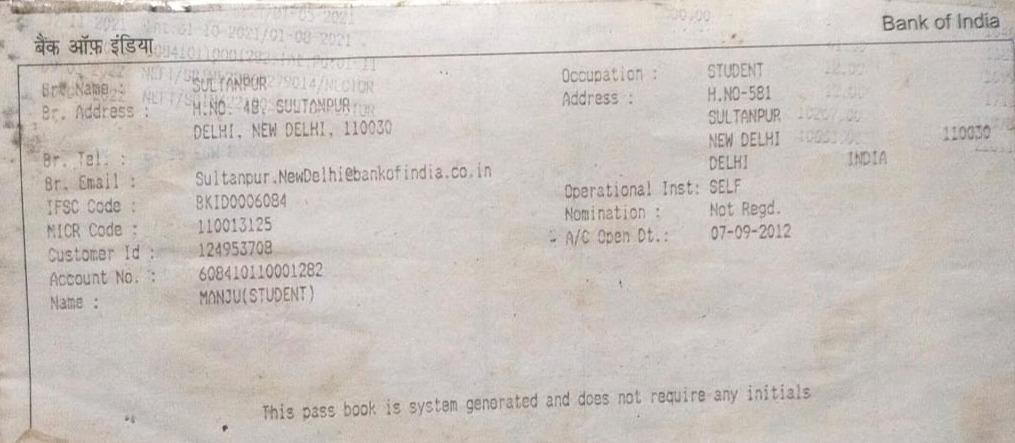 बैंक ऑफ़ इंडिया
Bank of India
Br. Name : SULTANPUR
Br. Address : H.NO. 48, SULTANPUR
DELHI, NEW DELHI, 110030
Br. Tel. :
Br. Email : Sultanpur.NewDelhi@bankofindia.co.in
IFSC Code : BKID0006084
MICR Code : 110013125
Customer Id : 124953708
Account No. : 608410110001282
Name : MANJU(STUDENT)
Occupation : STUDENT
Address : H.NO-581
SULTANPUR
NEW DELHI 110030
DELHI INDIA
Operational Inst: SELF
Nomination : Not Regd.
A/C Open Dt.: 07-09-2012
This pass book is system generated and does not require any initials